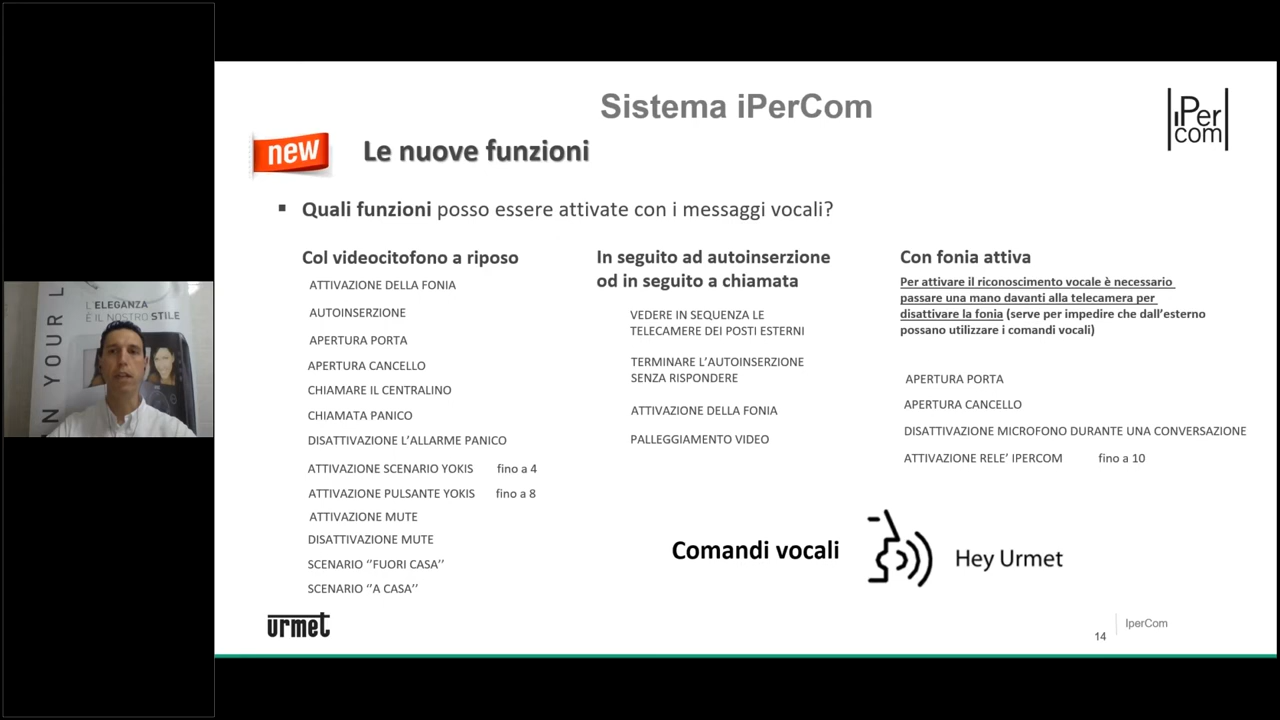 Sistema iPerCom
iPer
com
new
Le nuove funzioni
▪ Quali funzioni posso essere attivate con i messaggi vocali?
Col videocitofono a riposo
ATTIVAZIONE DELLA FONIA
AUTOINSERZIONE
APERTURA PORTA
APERTURA CANCELLO
CHIAMARE IL CENTRALINO
CHIAMATA PANICO
DISATTIVAZIONE L'ALLARME PANICO
ATTIVAZIONE SCENARIO YOKIS fino a 4
ATTIVAZIONE PULSANTE YOKIS fino a 8
ATTIVAZIONE MUTE
DISATTIVAZIONE MUTE
SCENARIO ‘’FUORI CASA’’
SCENARIO ‘’A CASA’’
In seguito ad autoinserzione
od in seguito a chiamata
VEDERE IN SEQUENZA LE
TELECAMERE DEI POSTI ESTERNI
TERMINARE L'AUTOINSERZIONE
SENZA RISPONDERE
ATTIVAZIONE DELLA FONIA
PALLEGGIAMENTO VIDEO
Con fonia attiva
Per attivare il riconoscimento vocale è necessario
passare una mano davanti alla telecamera per
disattivare la fonia (serve per impedire che dall'esterno
possano utilizzare i comandi vocali)
APERTURA PORTA
APERTURA CANCELLO
DISATTIVAZIONE MICROFONO DURANTE UNA CONVERSAZIONE
ATTIVAZIONE RELE' IPERCOM fino a 10
Comandi vocali
Hey Urmet
urmet
14
IperCom
L'ELEGANZA
È IL NOSTRO STILE
N YOUR L